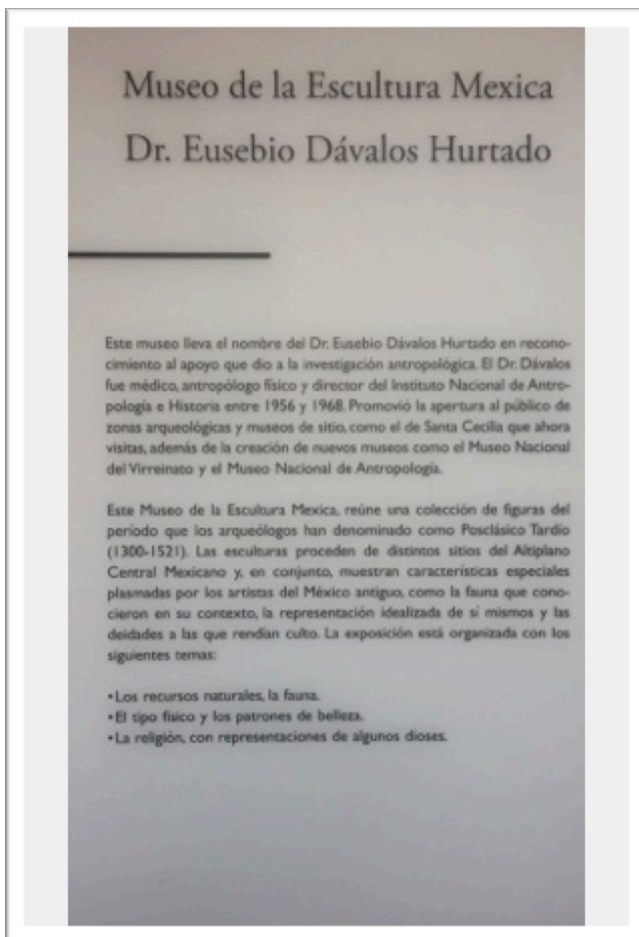 Museo de la Escultura Mexica
Dr. Eusebio Dávalos Hurtado
Este museo lleva el nombre del Dr. Eusebio Dávalos Hurtado en recono-
cimiento al apoyo que dio a la investigación antropológica. El Dr. Dávalos
fue médico, antropólogo físico y director del Instituto Nacional de Antro-
pología e Historia entre 1956 y 1968. Promovió la apertura al público de
zonas arqueológicas y museos de sitio, como el de Santa Cecilia que ahora
visitas, además de la creación de nuevos museos como el Museo Nacional
del Virreinato y el Museo Nacional de Antropología.
Este Museo de la Escultura Mexica, reúne una colección de figuras del
período que los arqueólogos han denominado como Posclásico Tardío
(1300-1521). Las esculturas proceden de distintos sitios del Altiplano
Central Mexicano y, en conjunto, muestran características especiales
plasmadas por los artistas del México antiguo, como la fauna que cono-
cieron en su contexto, la representación idealizada de sí mismos y las
deidades a las que rendían culto. La exposición está organizada con los
siguientes temas:
•Los recursos naturales, la fauna.
•El tipo físico y los patrones de belleza.
•La religión, con representaciones de algunos dioses.